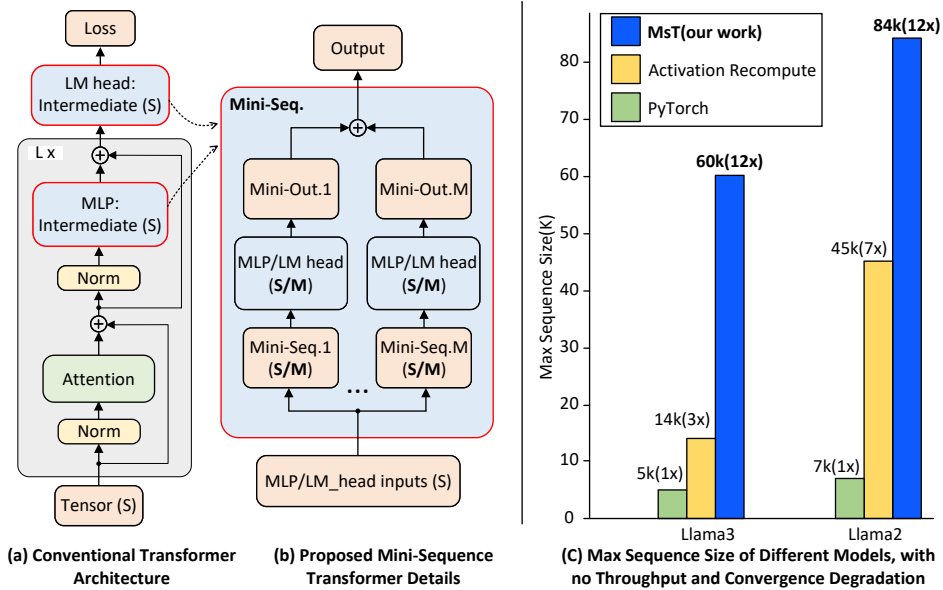 Loss
LM head:
Intermediate (S)
L x
MLP:
Intermediate (S)
Norm
Attention
Norm
Tensor (S)
(a) Conventional Transformer
Architecture
Output
Mini-Seq.
Mini-Out.1
Mini-Out.M
MLP/LM head
(S/M)
MLP/LM head
(S/M)
Mini-Seq.1
(S/M)
...
Mini-Seq.M
(S/M)
MLP/LM_head inputs (S)
(b) Proposed Mini-Sequence
Transformer Details
MsT(our work)
Activation Recompute
PyTorch
Max Sequence Size(K)
80
70
60
50
40
30
20
10
0
5k(1x)
14k(3x)
60k(12x)
7k(1x)
45k(7x)
84k(12x)
Llama3
Llama2
(C) Max Sequence Size of Different Models, with
no Throughput and Convergence Degradation